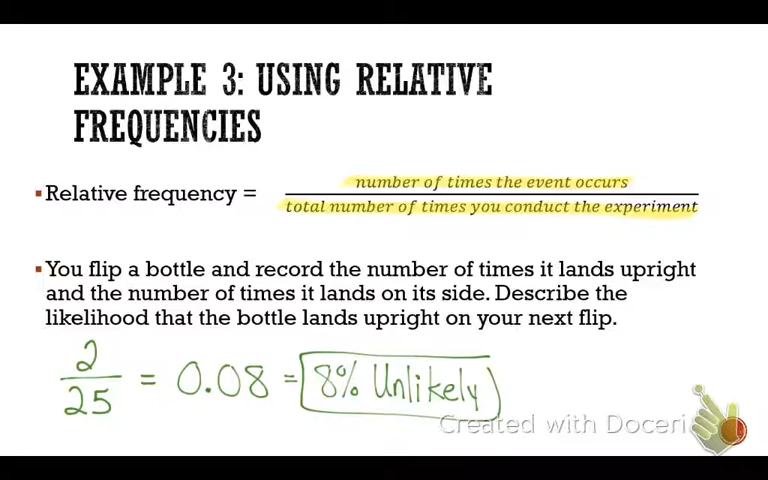 EXAMPLE 3: USING RELATIVE
FREQUENCIES
▪Relative frequency = number of times the event occurs
total number of times you conduct the experiment
▪You flip a bottle and record the number of times it lands upright
and the number of times it lands on its side. Describe the
likelihood that the bottle lands upright on your next flip.
2/25 = 0.08 = 8% Unlikely
Created with Doceri